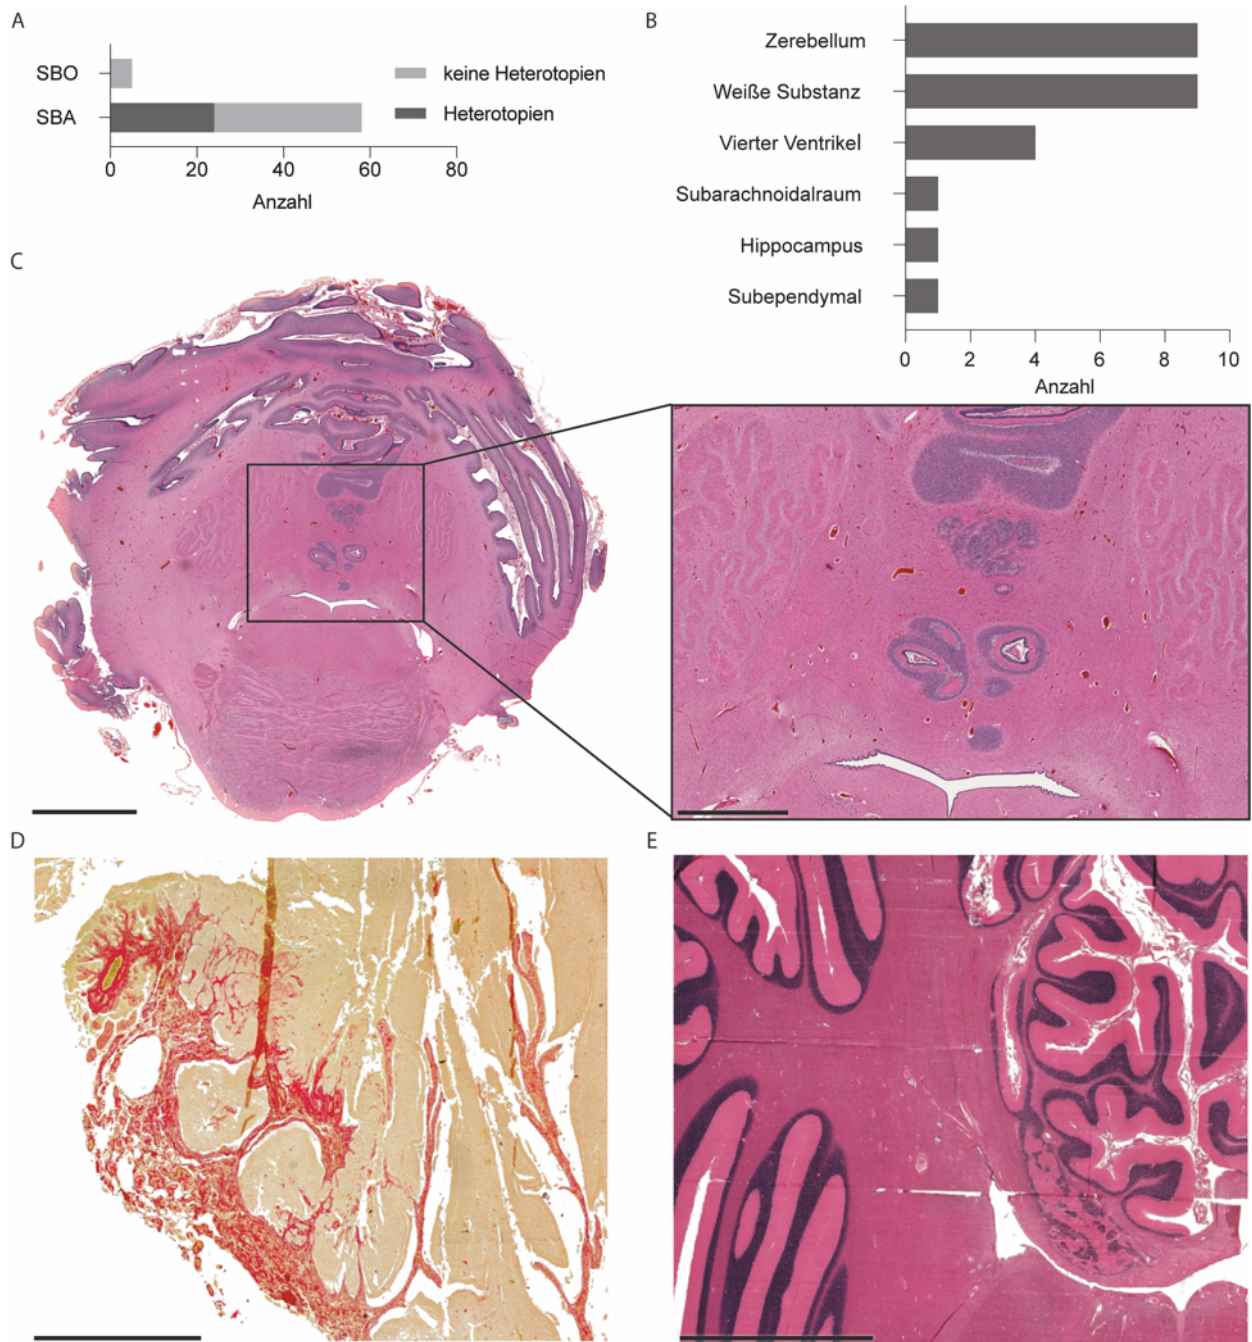 A
SBO
SBA
keine Heterotopien
Heterotopien
0 20 40 60 80
Anzahl
B
Zerebellum
Weiße Substanz
Vierter Ventrikel
Subarachnoidalraum
Hippocampus
Subependymal
0 2 4 6 8 10
Anzahl
C
D
E